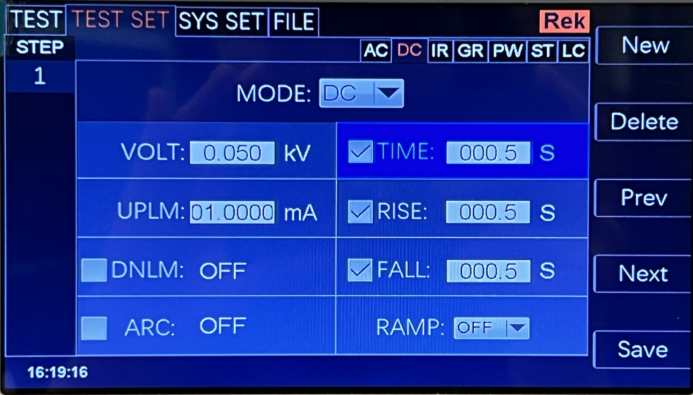 TEST TEST SET SYS SET FILE Rek
STEP AC DC IR GR PW ST LC New
1 MODE: DC
Delete
VOLT: 0.050 kV TIME: 000.5 S
UPLM: 01.0000 mA RISE: 000.5 S Prev
DNLM: OFF FALL: 000.5 S Next
ARC: OFF RAMP: OFF
Save
16:19:16